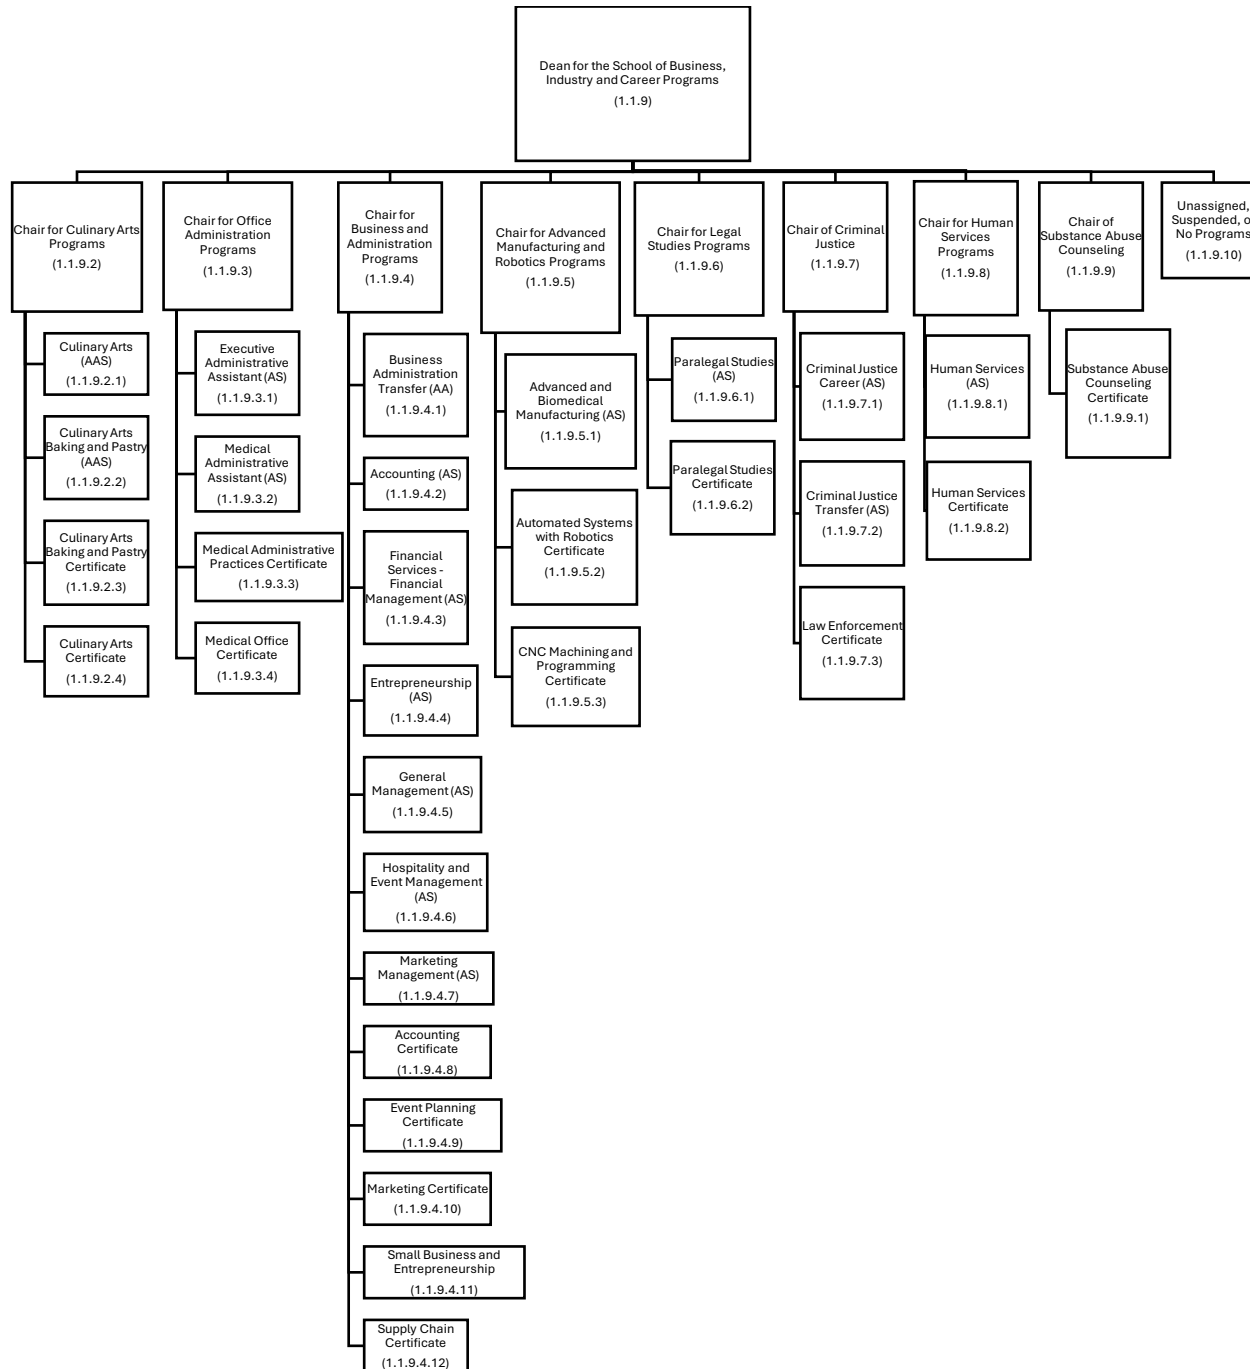 Dean for the School of Business,
Industry and Career Programs
(1.1.9)
Chair for Culinary Arts
Programs
(1.1.9.2)
Chair for Office
Administration
Programs
(1.1.9.3)
Chair for
Business and
Administration
Programs
(1.1.9.4)
Chair for Advanced
Manufacturing and
Robotics Programs
(1.1.9.5)
Chair for Legal
Studies Programs
(1.1.9.6)
Chair of Criminal
Justice
(1.1.9.7)
Chair for Human
Services
Programs
(1.1.9.8)
Chair of
Substance Abuse
Counseling
(1.1.9.9)
Unassigned,
Suspended, o
No Programs
(1.1.9.10)
Culinary Arts
(AAS)
(1.1.9.2.1)
Culinary Arts
Baking and Pastry
(AAS)
(1.1.9.2.2)
Culinary Arts
Baking and Pastry
Certificate
(1.1.9.2.3)
Culinary Arts
Certificate
(1.1.9.2.4)
Executive
Administrative
Assistant (AS)
(1.1.9.3.1)
Medical
Administrative
Assistant (AS)
(1.1.9.3.2)
Medical Administrative
Practices Certificate
(1.1.9.3.3)
Medical Office
Certificate
(1.1.9.3.4)
Business
Administration
Transfer (AA)
(1.1.9.4.1)
Accounting (AS)
(1.1.9.4.2)
Financial
Services -
Financial
Management (AS)
(1.1.9.4.3)
Entrepreneurship
(AS)
(1.1.9.4.4)
General
Management (AS)
(1.1.9.4.5)
Hospitality and
Event Management
(AS)
(1.1.9.4.6)
Marketing
Management (AS)
(1.1.9.4.7)
Accounting
Certificate
(1.1.9.4.8)
Event Planning
Certificate
(1.1.9.4.9)
Marketing Certificate
(1.1.9.4.10)
Small Business and
Entrepreneurship
(1.1.9.4.11)
Supply Chain
Certificate
(1.1.9.4.12)
Advanced and
Biomedical
Manufacturing (AS)
(1.1.9.5.1)
Automated Systems
with Robotics
Certificate
(1.1.9.5.2)
CNC Machining and
Programming
Certificate
(1.1.9.5.3)
Paralegal Studies
(AS)
(1.1.9.6.1)
Paralegal Studies
Certificate
(1.1.9.6.2)
Criminal Justice
Career (AS)
(1.1.9.7.1)
Criminal Justice
Transfer (AS)
(1.1.9.7.2)
Law Enforcement
Certificate
(1.1.9.7.3)
Human Services
(AS)
(1.1.9.8.1)
Human Services
Certificate
(1.1.9.8.2)
Substance Abuse
Counseling
Certificate
(1.1.9.9.1)